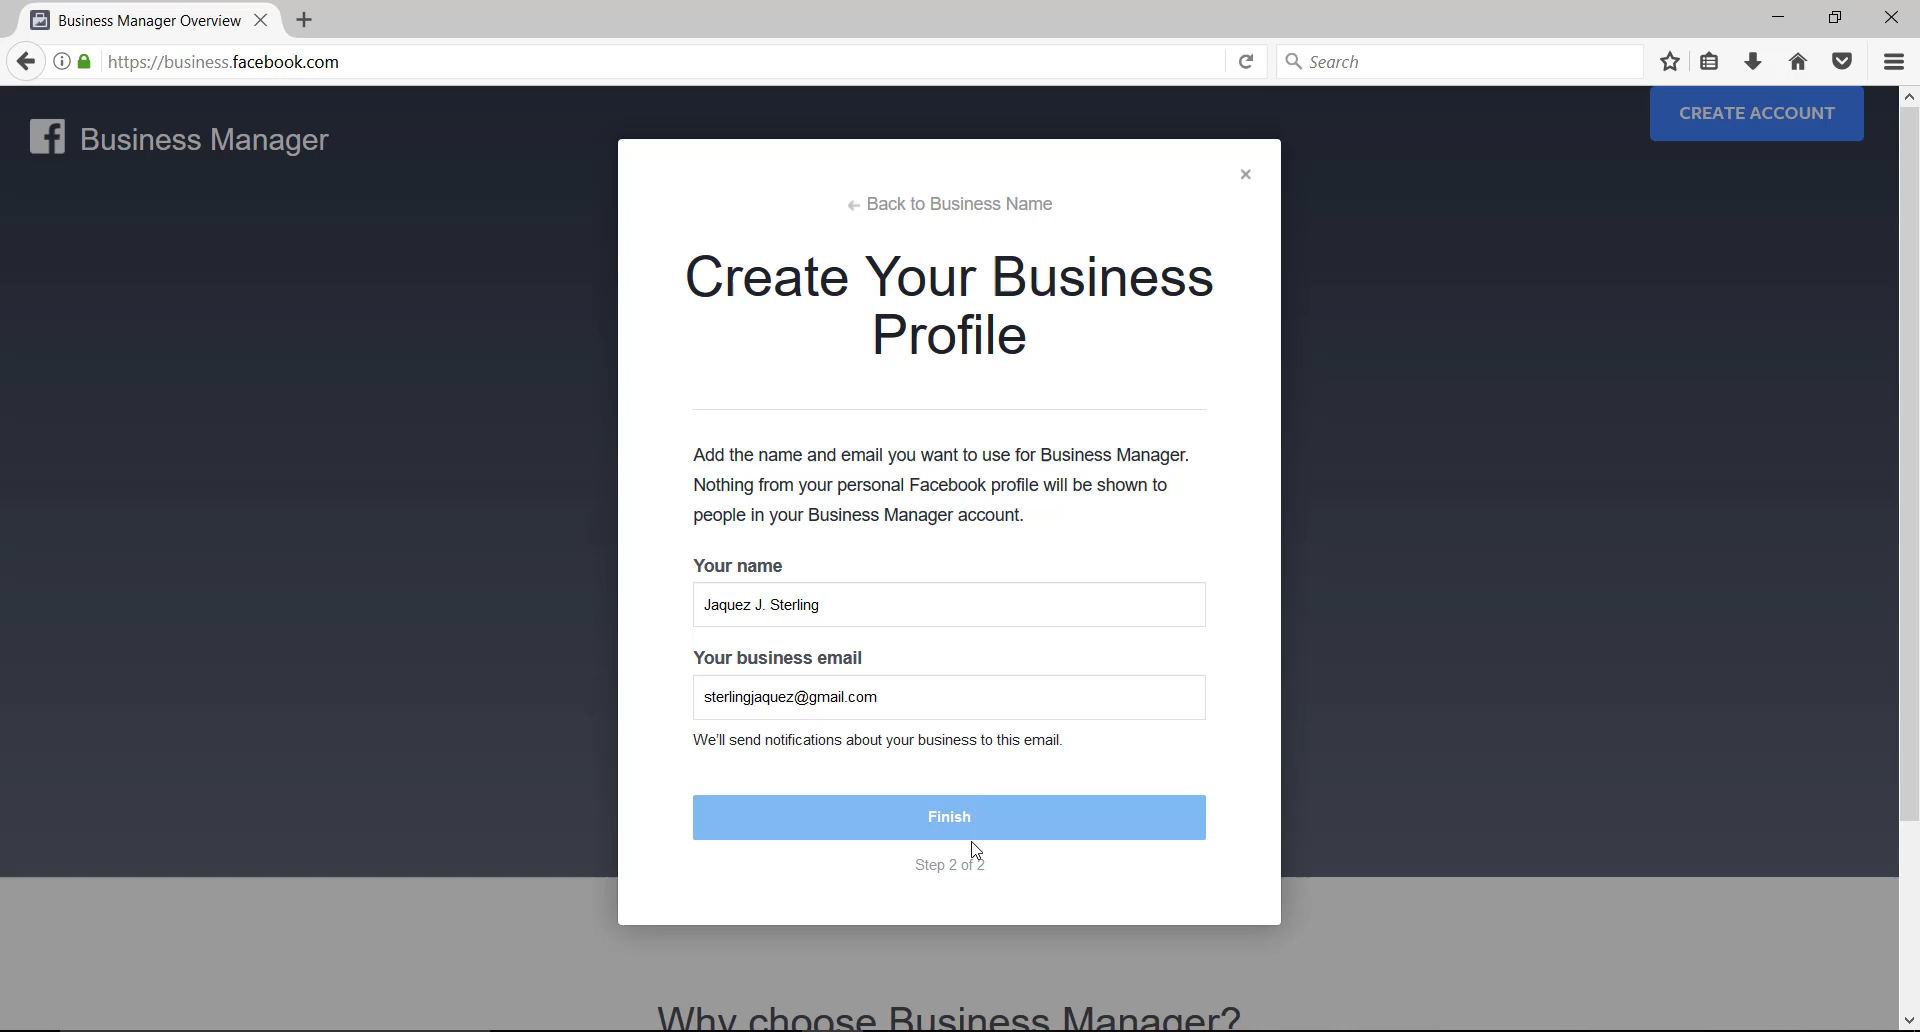 Business Manager Overview
https://business.facebook.com
Search
Business Manager
CREATE ACCOUNT
Back to Business Name
Create Your Business
Profile
Add the name and email you want to use for Business Manager.
Nothing from your personal Facebook profile will be shown to
people in your Business Manager account.
Your name
Jaquez J. Sterling
Your business email
sterlingjaquez@gmail.com
We'll send notifications about your business to this email.
Finish
Step 2 of 2
Why choose Business Manager?